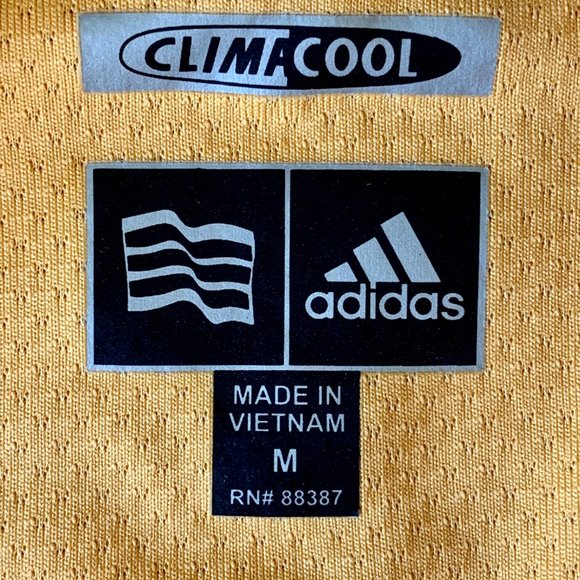 CLIMACOOL
adidas
MADE IN
VIETNAM
M
RN# 88387